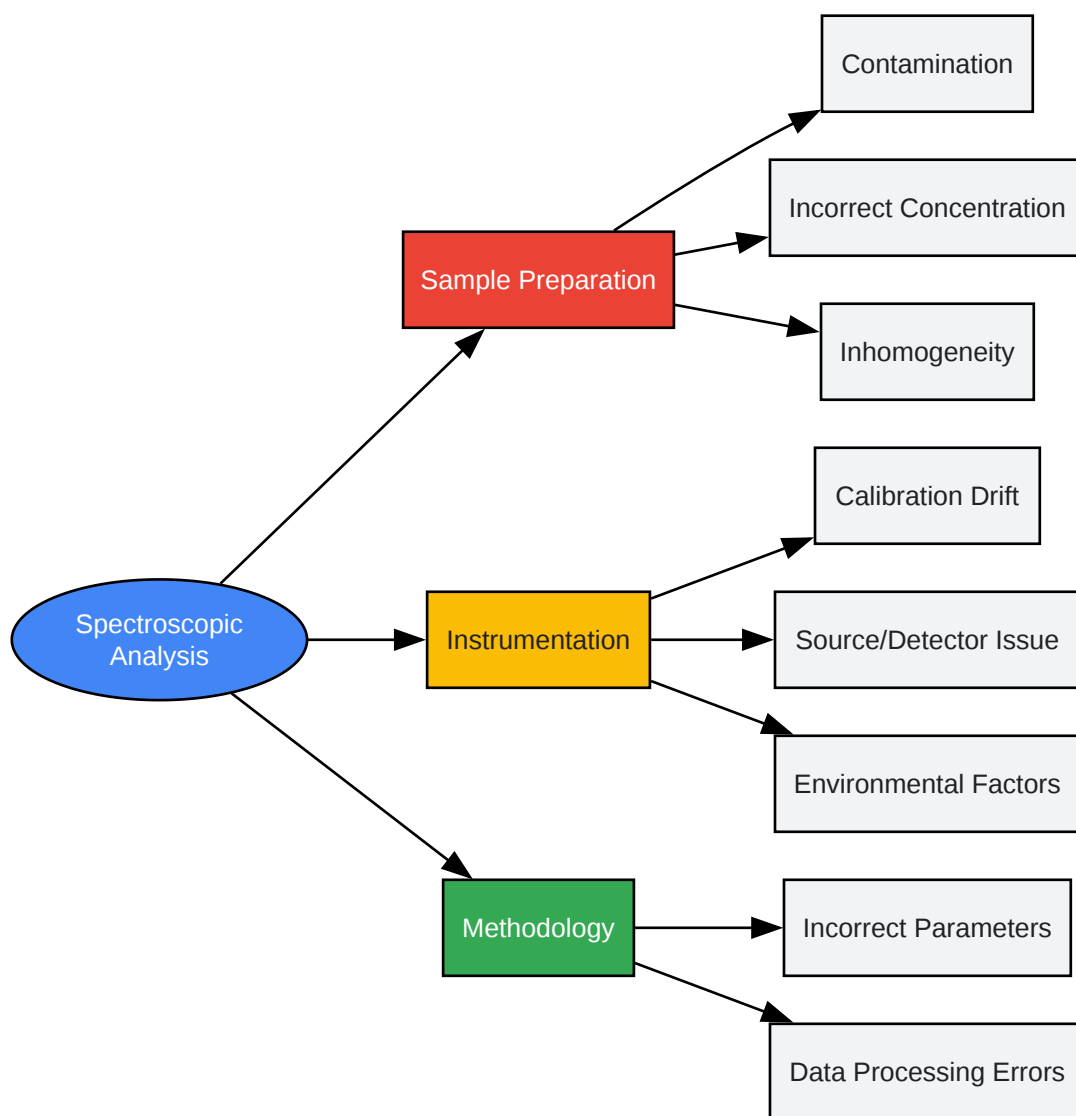 Contamination
Incorrect Concentration
Sample Preparation
Inhomogeneity
Calibration Drift
Spectroscopic
Analysis
Instrumentation
Source/Detector Issue
Environmental Factors
Methodology
Incorrect Parameters
Data Processing Errors